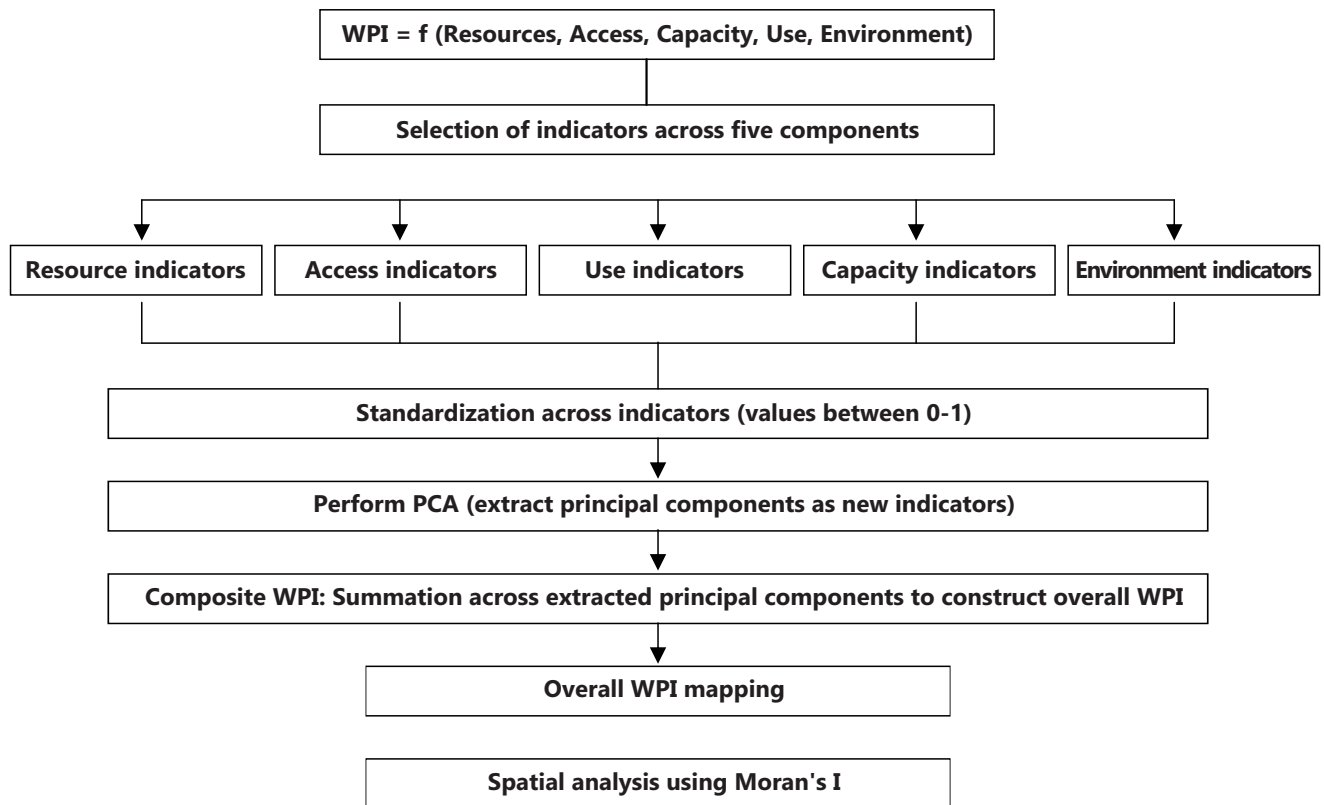 WPI = f (Resources, Access, Capacity, Use, Environment)
Selection of indicators across five components
Resource indicators
Access indicators
Use indicators
Capacity indicators
Environment indicators
Standardization across indicators (values between 0-1)
Perform PCA (extract principal components as new indicators)
Composite WPI: Summation across extracted principal components to construct overall WPI
Overall WPI mapping
Spatial analysis using Moran's I